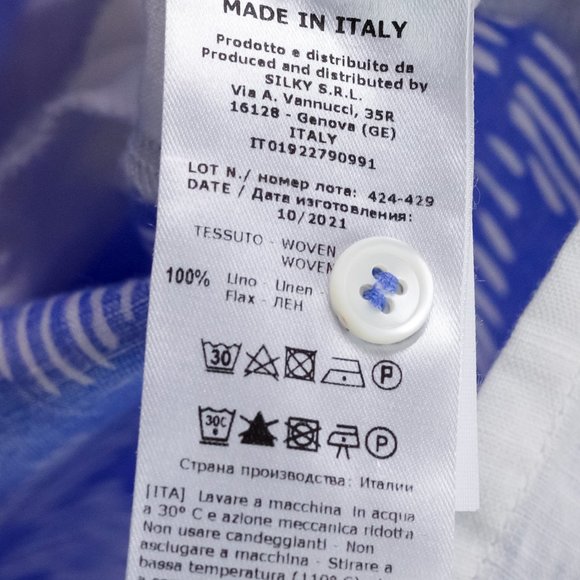 MADE IN ITALY
Prodotto e distribuito da
Produced and distributed by
SILKY S.R.L.
Via A. Vannucci, 35R
16128 - Genova (GE)
ITALY
IT01922790991
LOT N./ номер лота: 424-429
DATE / Дата изготовления:
10/2021
TESSUTO - WOVEN
WOVEN
100% Lino - Linen -
Flax - ЛЕН
30 P
30C P
Страна производства: Италии
[ITA] Lavare a macchina in acqua
a 30° C e azione meccanica ridotta -
Non usare candeggianti - Non
asciugare a macchina - Stirare a
bassa temperatura (110° C)